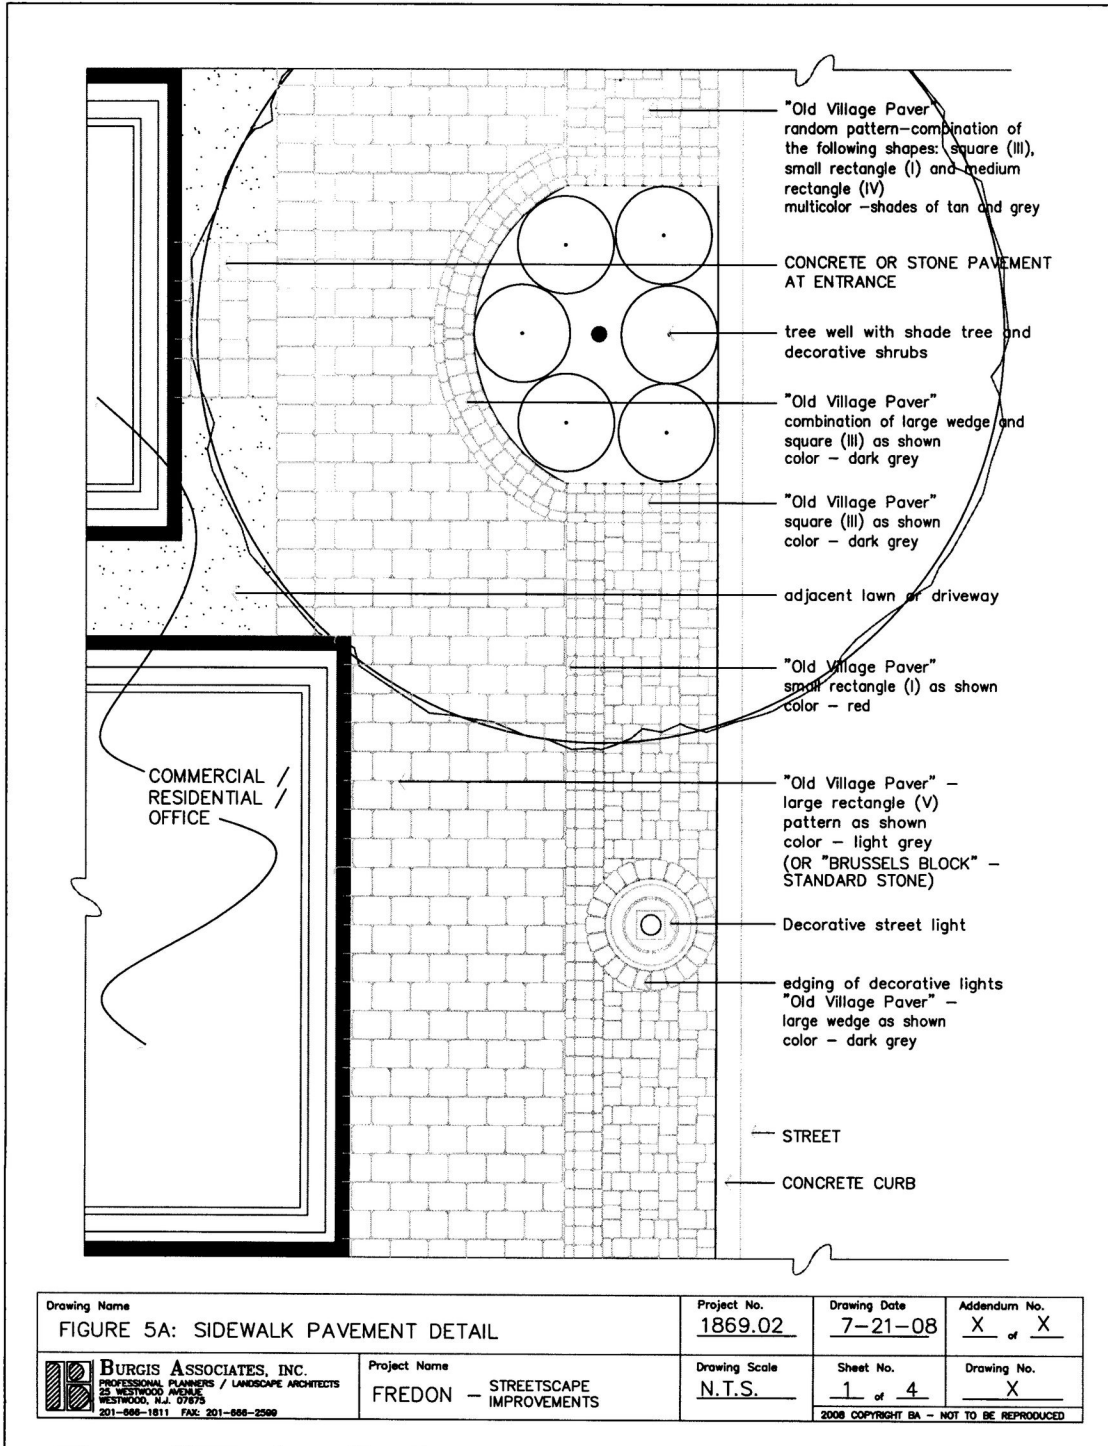 "Old Village Paver"
random pattern-combination of
the following shapes: square (III),
small rectangle (I) and medium
rectangle (IV)
multicolor -shades of tan and grey
CONCRETE OR STONE PAVEMENT
AT ENTRANCE
tree well with shade tree and
decorative shrubs
"Old Village Paver"
combination of large wedge and
square (III) as shown
color - dark grey
"Old Village Paver"
square (III) as shown
color - dark grey
adjacent lawn or driveway
"Old Village Paver"
small rectangle (I) as shown
color - red
COMMERCIAL /
RESIDENTIAL /
OFFICE
"Old Village Paver" -
large rectangle (V)
pattern as shown
color - light grey
(OR "BRUSSELS BLOCK" -
STANDARD STONE)
Decorative street light
edging of decorative lights
"Old Village Paver" -
large wedge as shown
color - dark grey
STREET
CONCRETE CURB
Drawing Name
FIGURE 5A: SIDEWALK PAVEMENT DETAIL
Project No.
1869.02
Drawing Date
7-21-08
Addendum No.
X of X
BURGIS ASSOCIATES, INC.
PROFESSIONAL PLANNERS / LANDSCAPE ARCHITECTS
25 WESTWOOD AVENUE
WESTWOOD, N.J. 07675
201-666-1811 FAX: 201-666-2599
Project Name
FREDON - STREETSCAPE
IMPROVEMENTS
Drawing Scale
N.T.S.
Sheet No.
1 of 4
Drawing No.
X
2008 COPYRIGHT BA - NOT TO BE REPRODUCED